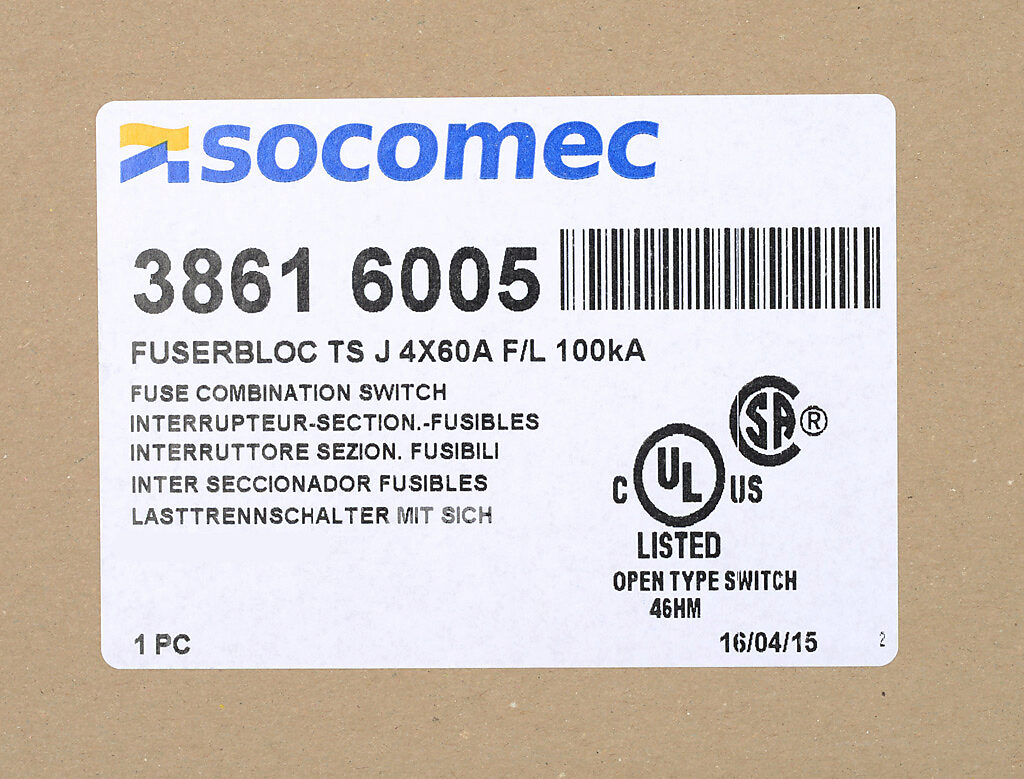 socomec
3861 6005
FUSERBLOC TS J 4X60A F/L 100kA
FUSE COMBINATION SWITCH
INTERRUPTEUR-SECTION.-FUSIBLES
INTERRUTTORE SEZION. FUSIBILI
INTER SECCIONADOR FUSIBLES
LASTTRENNSCHALTER MIT SICH
SA ®
C UL US
LISTED
OPEN TYPE SWITCH
46HM
1 PC
16/04/15
2